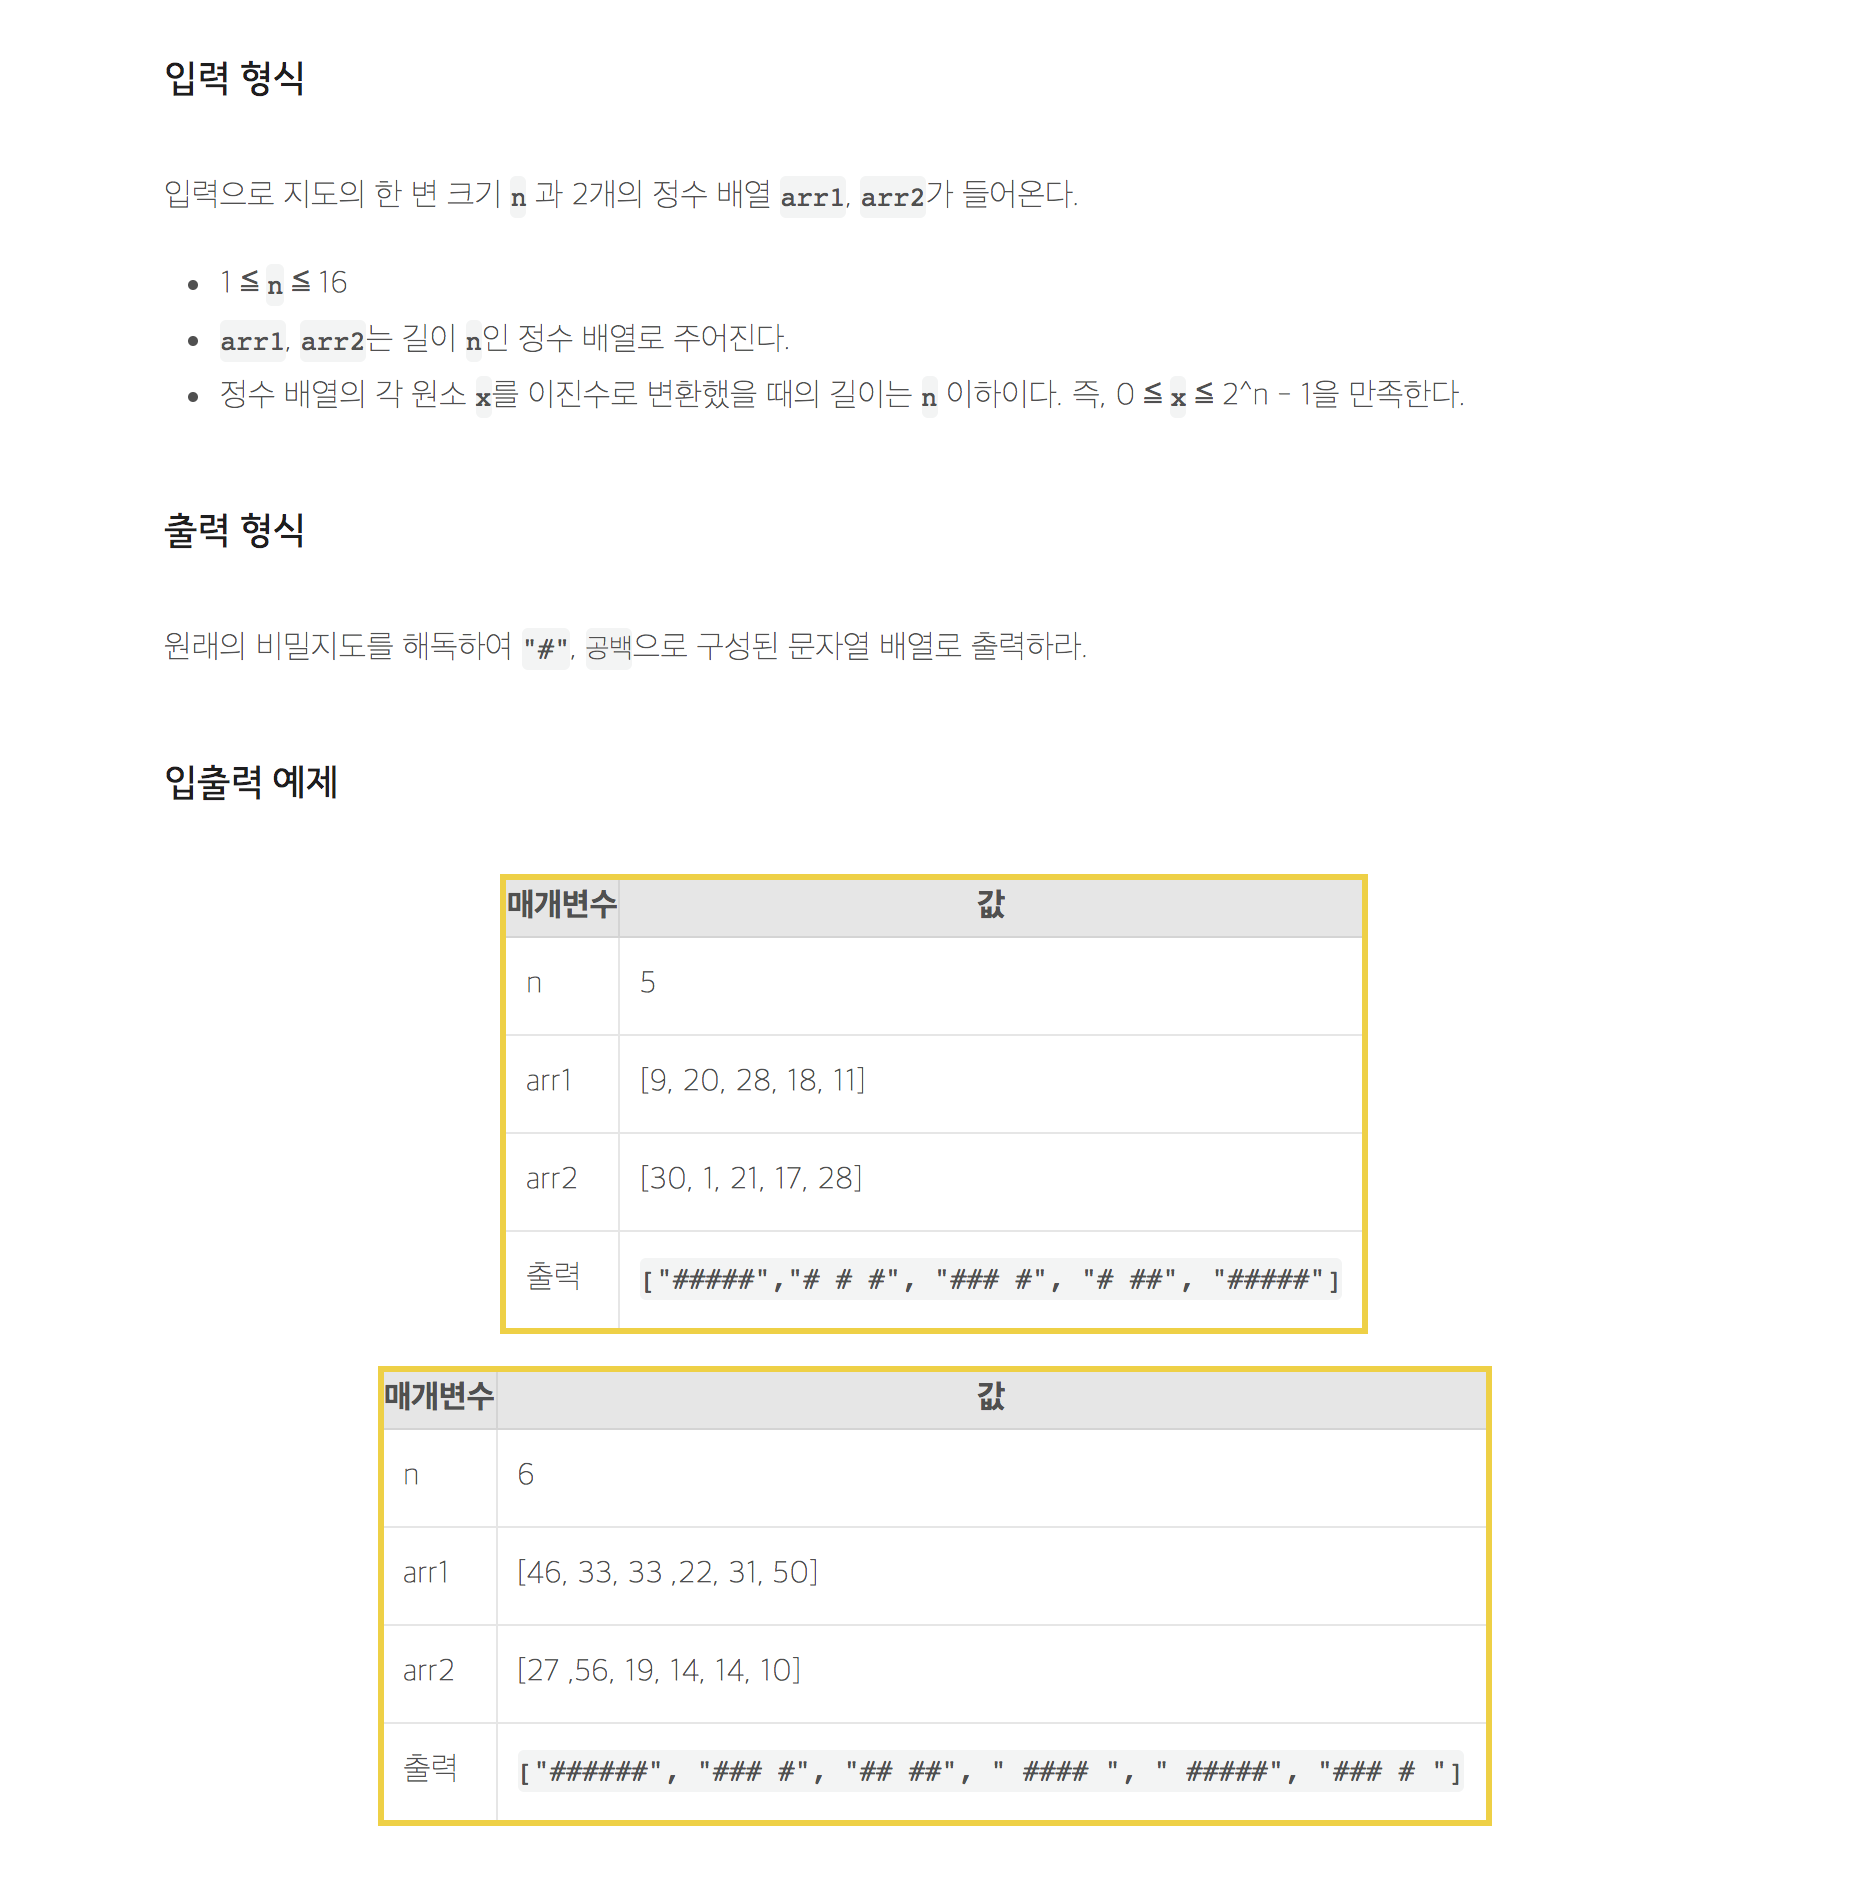 입력 형식
입력으로 지도의 한 변 크기 n 과 2개의 정수 배열 arr1, arr2가 들어온다.
1 ≦ n ≦ 16
arr1, arr2는 길이 n인 정수 배열로 주어진다.
정수 배열의 각 원소 x를 이진수로 변환했을 때의 길이는 n 이하이다. 즉, 0 ≦ x ≦ 2^n - 1을 만족한다.
출력 형식
원래의 비밀지도를 해독하여 "#", 공백으로 구성된 문자열 배열로 출력하라.
입출력 예제
매개변수 값
n 5
arr1 [9, 20, 28, 18, 11]
arr2 [30, 1, 21, 17, 28]
출력 ["#####","# # #", "### #", "# ##", "#####"]
매개변수 값
n 6
arr1 [46, 33, 33 ,22, 31, 50]
arr2 [27 ,56, 19, 14, 14, 10]
출력 ["######", "### #", "## ##", " #### ", " #####", "### # "]